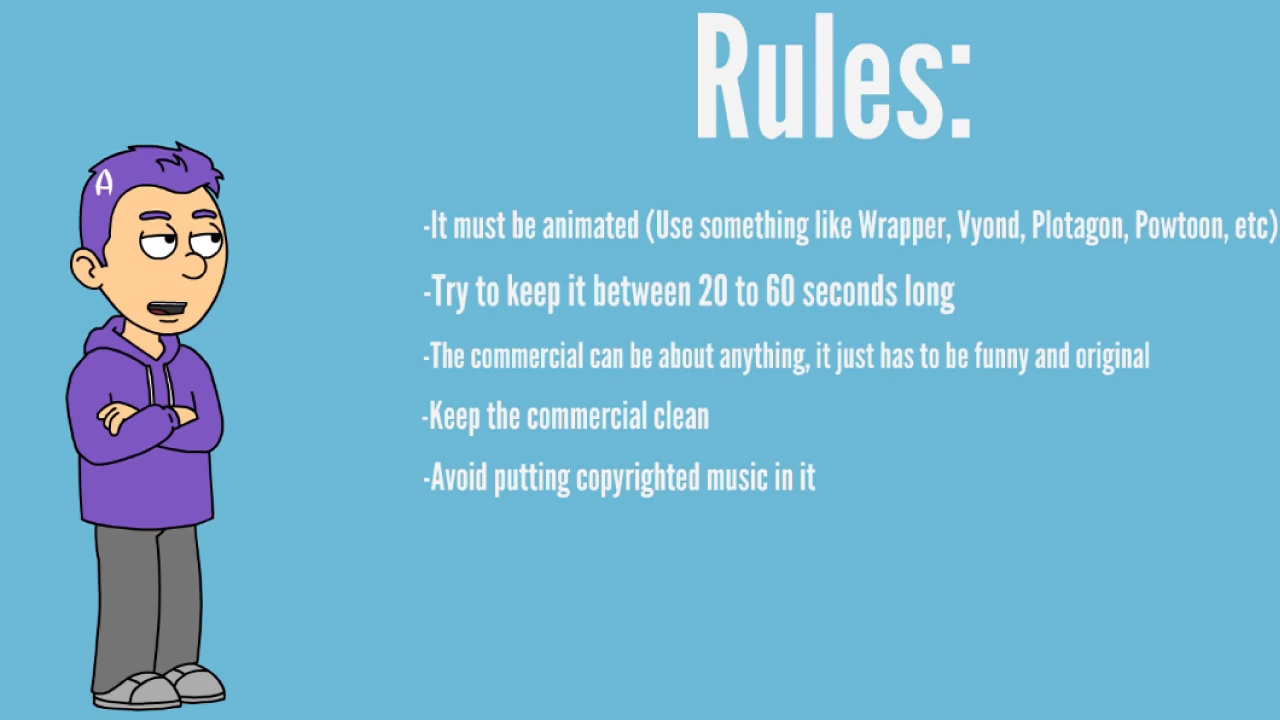 Rules:
A
-It must be animated (Use something like Wrapper, Vyond, Plotagon, Powtoon, etc)
-Try to keep it between 20 to 60 seconds long
-The commercial can be about anything, it just has to be funny and original
-Keep the commercial clean
-Avoid putting copyrighted music in it